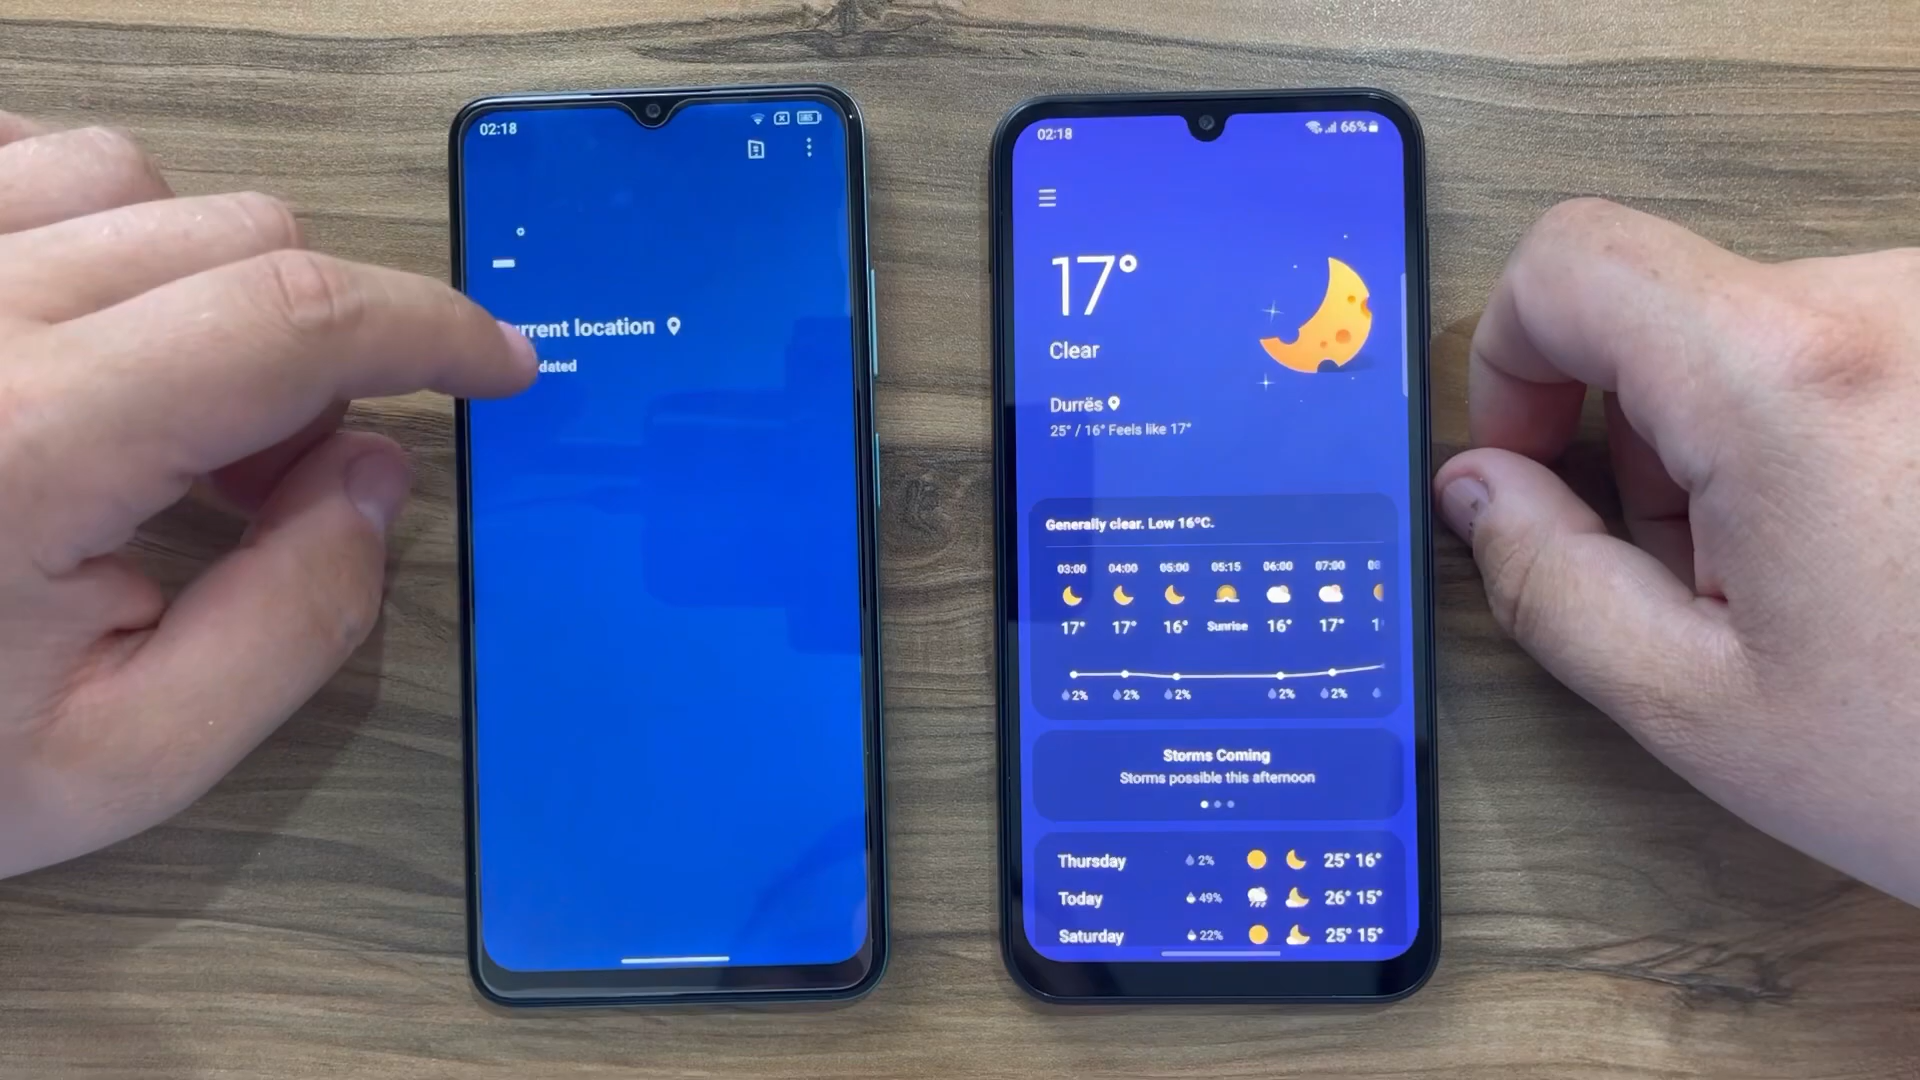 02:18
rrent location
dated
02:18
66%
17°
Clear
Durrës
25° / 16° Feels like 17°
Generally clear. Low 16°C.
03:00 04:00 05:00 05:15 06:00 07:00
17° 17° 16° Sunrise 16° 17°
2% 2% 2% 2% 2%
Storms Coming
Storms possible this afternoon
Thursday 2% 25° 16°
Today 49% 26° 15°
Saturday 22% 25° 15°